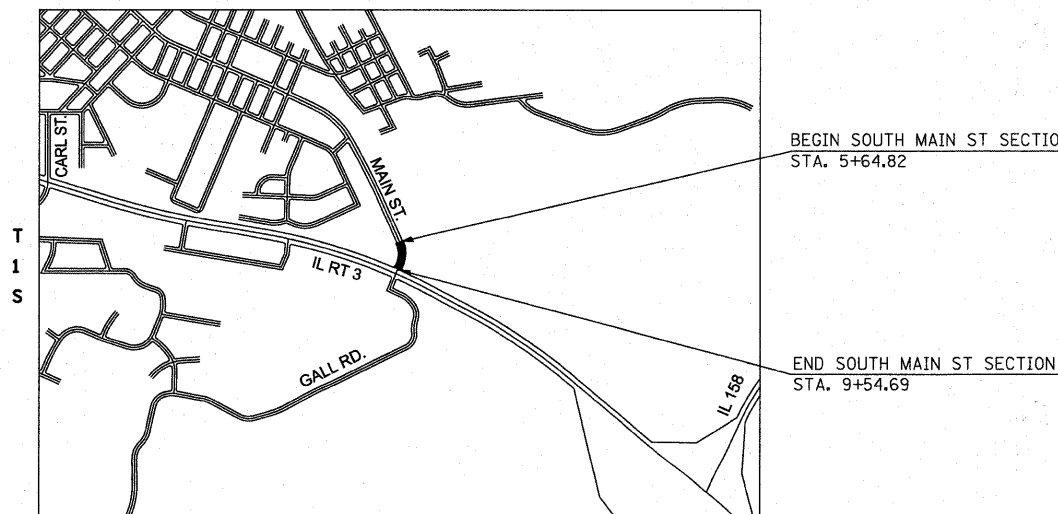 BEGIN SOUTH MAIN ST SECTIO
STA. 5+64.82
CARL ST.
MAIN ST.
T
1
S
IL RT 3
GALL RD.
END SOUTH MAIN ST SECTION
STA. 9+54.69
IL 158